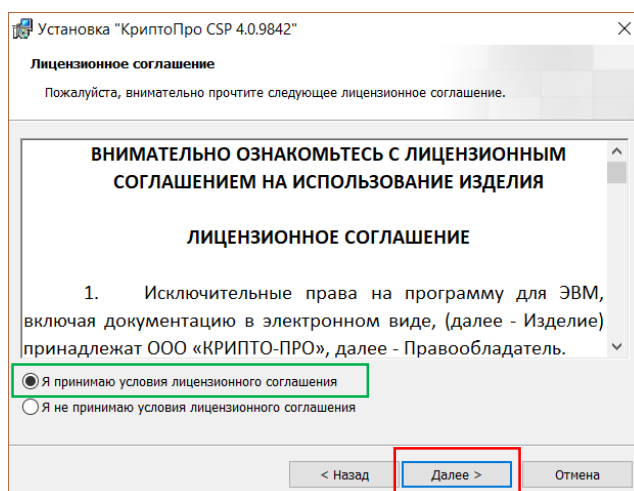 Установка "КриптоПро CSP 4.0.9842"
Лицензионное соглашение
Пожалуйста, внимательно прочтите следующее лицензионное соглашение.
ВНИМАТЕЛЬНО ОЗНАКОМЬТЕСЬ С ЛИЦЕНЗИОННЫМ
СОГЛАШЕНИЕМ НА ИСПОЛЬЗОВАНИЕ ИЗДЕЛИЯ
ЛИЦЕНЗИОННОЕ СОГЛАШЕНИЕ
1. Исключительные права на программу для ЭВМ,
включая документацию в электронном виде, (далее - Изделие)
принадлежат ООО «КРИПТО-ПРО», далее - Правообладатель.
Я принимаю условия лицензионного соглашения
Я не принимаю условия лицензионного соглашения
< Назад Далее > Отмена